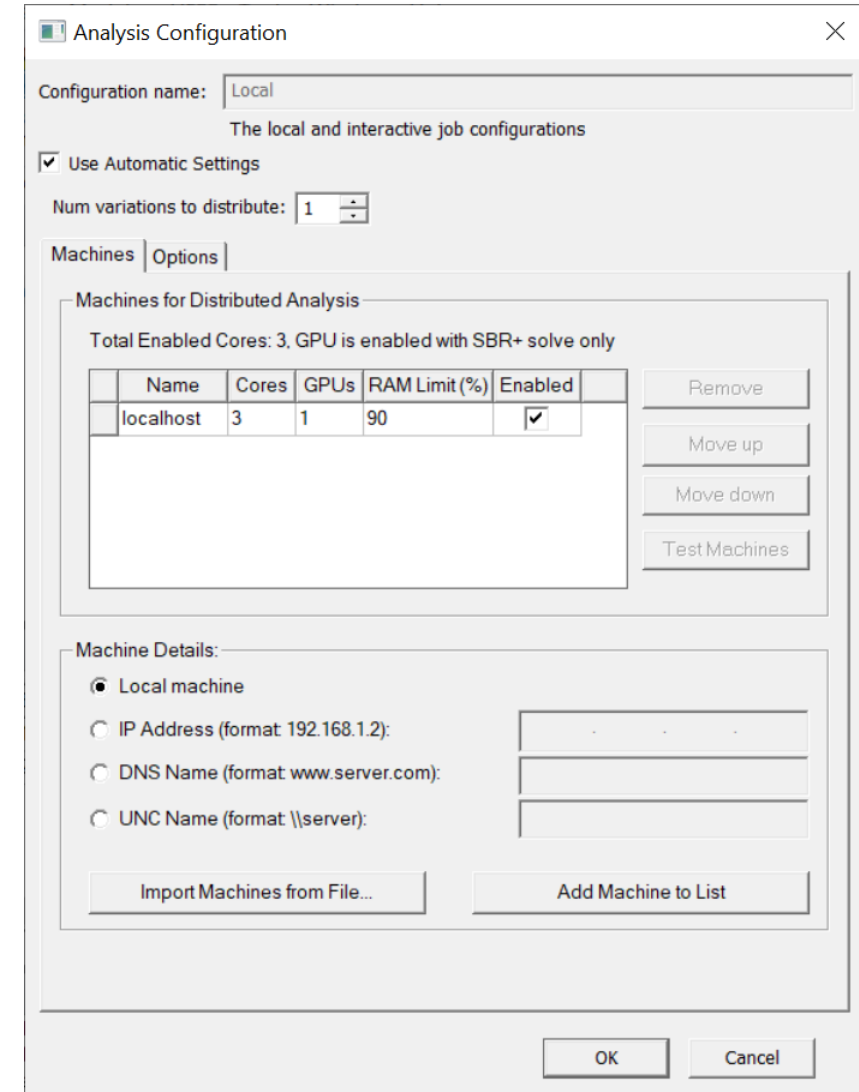 Analysis Configuration
Configuration name: Local
The local and interactive job configurations
Use Automatic Settings
Num variations to distribute: 1
Machines Options
Machines for Distributed Analysis
Total Enabled Cores: 3, GPU is enabled with SBR+ solve only
Name Cores GPUs RAM Limit (%) Enabled
localhost 3 1 90
Remove
Move up
Move down
Test Machines
Machine Details:
Local machine
IP Address (format: 192.168.1.2): . . .
DNS Name (format: www.server.com):
UNC Name (format: \\server):
Import Machines from File... Add Machine to List
OK Cancel